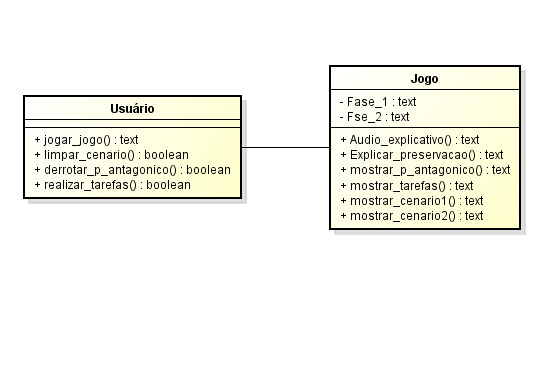 Usuário
+ jogar_jogo() : text
+ limpar_cenario() : boolean
+ derrotar_p_antagonico() : boolean
+ realizar_tarefas() : boolean
Jogo
- Fase_1 : text
- Fse_2 : text
+ Audio_explicativo() : text
+ Explicar_preservacao() : text
+ mostrar_p_antagonico() : text
+ mostrar_tarefas() : text
+ mostrar_cenario1() : text
+ mostrar_cenario2() : text